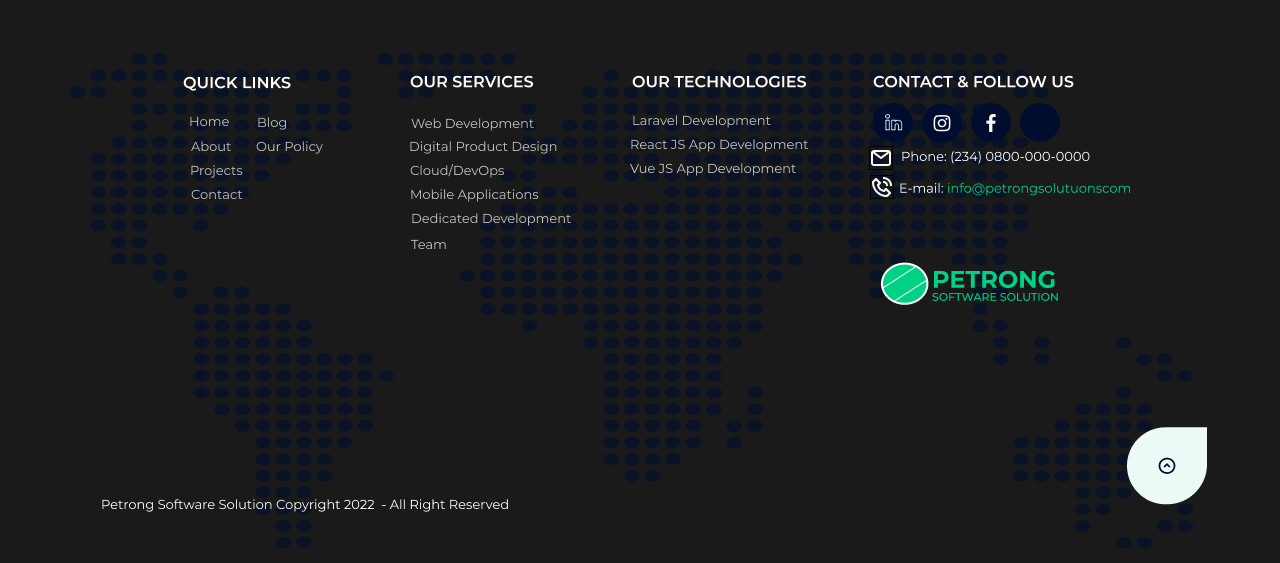 QUICK LINKS
Home
Blog
About
Our Policy
Projects
Contact
OUR SERVICES
Web Development
Digital Product Design
Cloud/DevOps
Mobile Applications
Dedicated Development
Team
OUR TECHNOLOGIES
Laravel Development
React JS App Development
Vue JS App Development
CONTACT & FOLLOW US
in
f
Phone: (234) 0800-000-0000
E-mail: info@petrongsolutuonscom
PETRONG
SOFTWARE SOLUTION
Petrong Software Solution Copyright 2022 - All Right Reserved